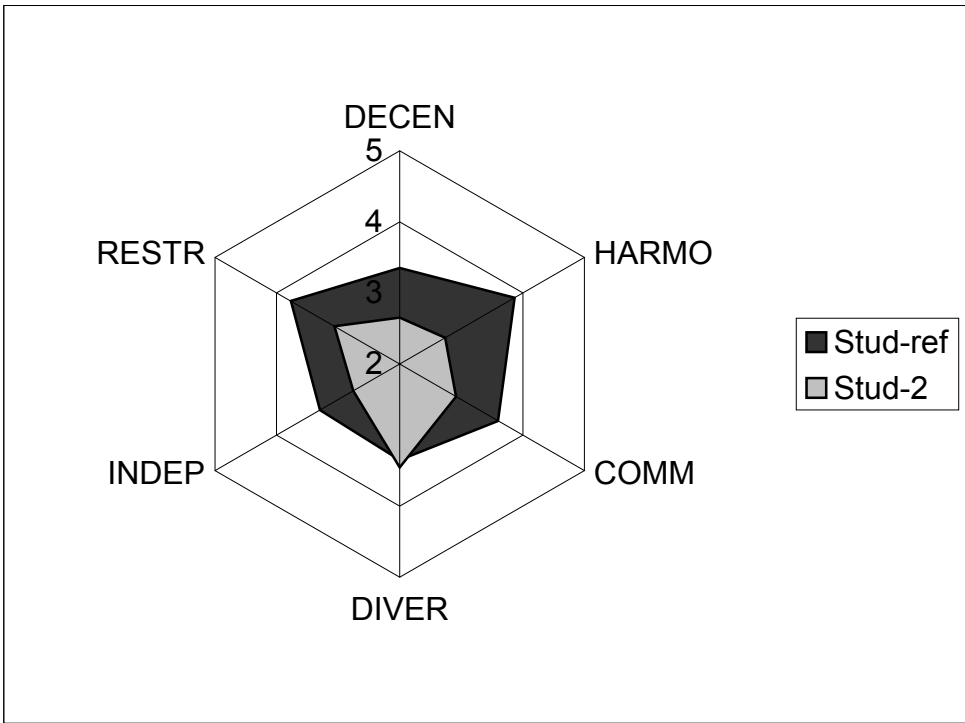 DECEN
5
4
RESTR
HARMO
3
Stud-ref
2
Stud-2
INDEP
COMM
DIVER